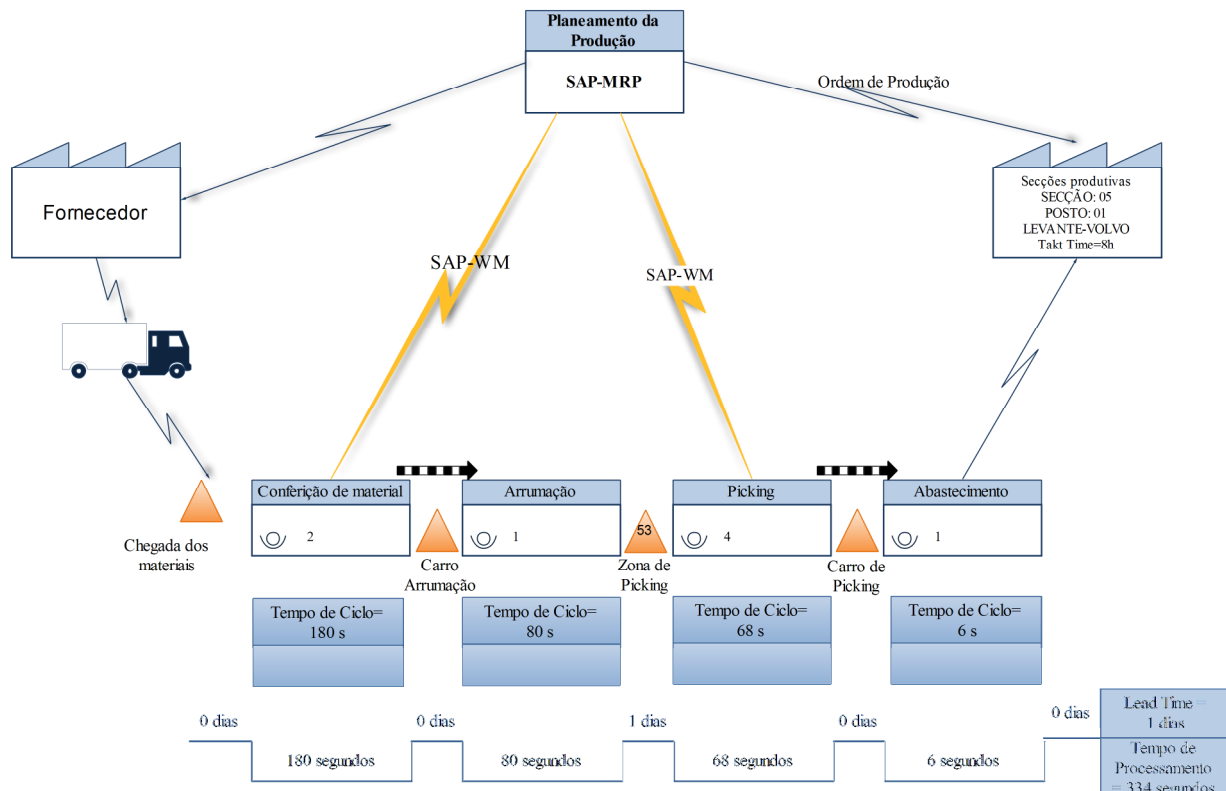 Planeamento da
Produção
SAP-MRP
Ordem de Produção
Fornecedor
Secções produtivas
SECÇÃO: 05
POSTO: 01
LEVANTE-VOLVO
Takt Time=8h
SAP-WM
SAP-WM
Chegada dos
materiais
Conferição de material
2
Carro
Arrumação
Arrumação
1
53
Zona de
Picking
Picking
4
Carro de
Picking
Abastecimento
1
Tempo de Ciclo=
180 s
Tempo de Ciclo=
80 s
Tempo de Ciclo=
68 s
Tempo de Ciclo=
6 s
0 dias
180 segundos
0 dias
80 segundos
1 dias
68 segundos
0 dias
6 segundos
0 dias
Lead Time =
1 dias
Tempo de
Processamento
= 334 segundos